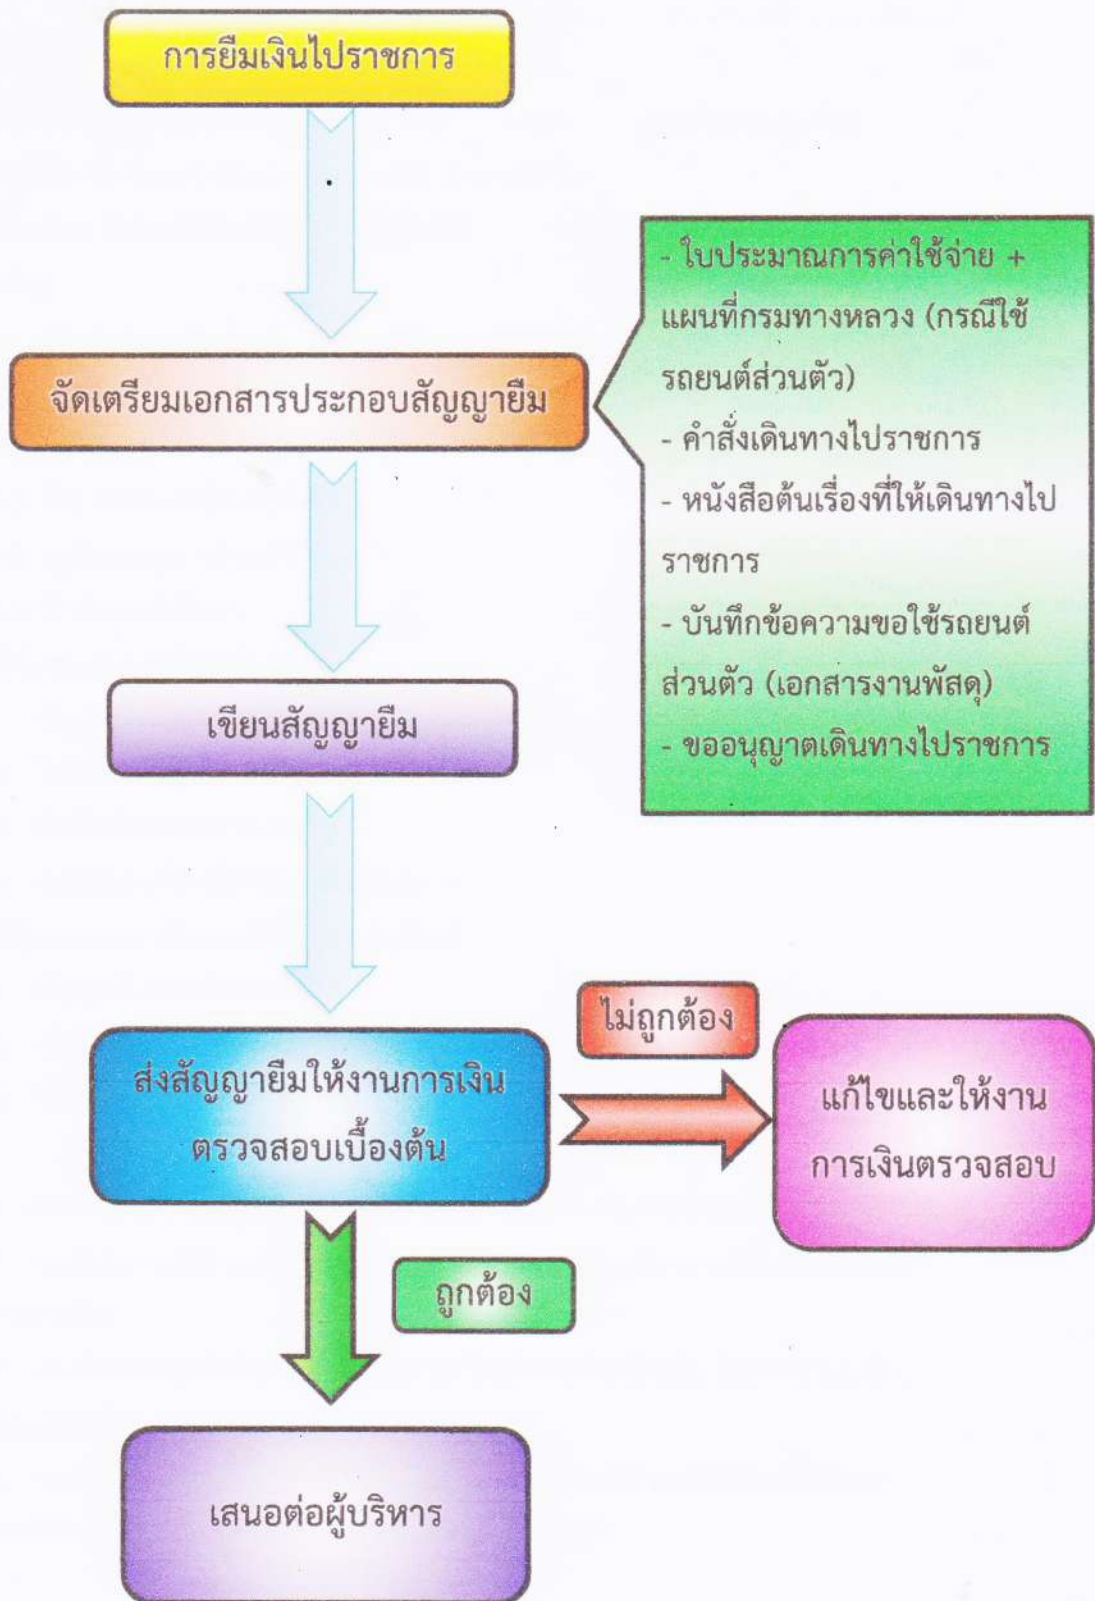 การยืมเงินไปราชการ
จัดเตรียมเอกสารประกอบสัญญายืม
- ใบประมาณการค่าใช้จ่าย +
แผนที่กรมทางหลวง (กรณีใช้
รถยนต์ส่วนตัว)
- คำสั่งเดินทางไปราชการ
- หนังสือต้นเรื่องที่ให้เดินทางไป
ราชการ
- บันทึกข้อความขอใช้รถยนต์
ส่วนตัว (เอกสารงานพัสดุ)
- ขออนุญาตเดินทางไปราชการ
เขียนสัญญายืม
ส่งสัญญายืมให้งานการเงิน
ตรวจสอบเบื้องต้น
ไม่ถูกต้อง
แก้ไขและให้งาน
การเงินตรวจสอบ
ถูกต้อง
เสนอต่อผู้บริหาร